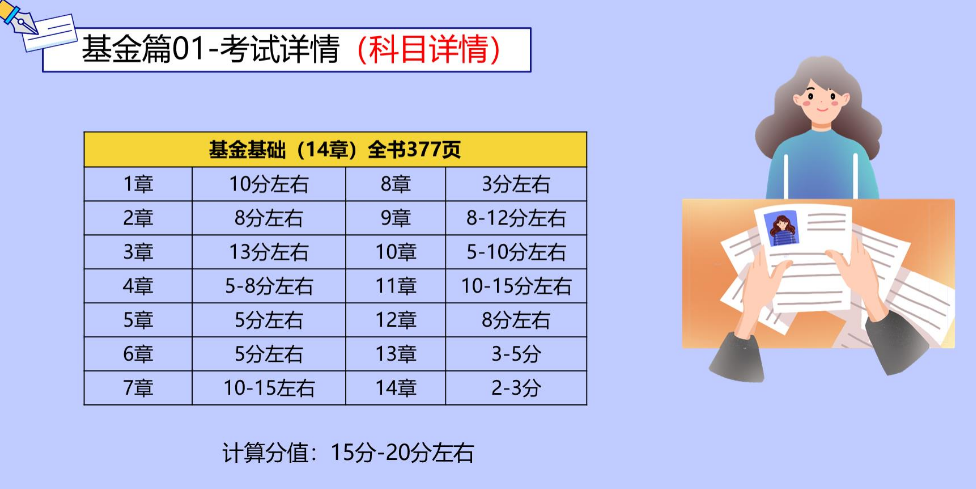 基金篇01-考试详情（科目详情）
基金基础（14章）全书377页
1章 10分左右 8章 3分左右
2章 8分左右 9章 8-12分左右
3章 13分左右 10章 5-10分左右
4章 5-8分左右 11章 10-15分左右
5章 5分左右 12章 8分左右
6章 5分左右 13章 3-5分
7章 10-15左右 14章 2-3分
计算分值：15分-20分左右